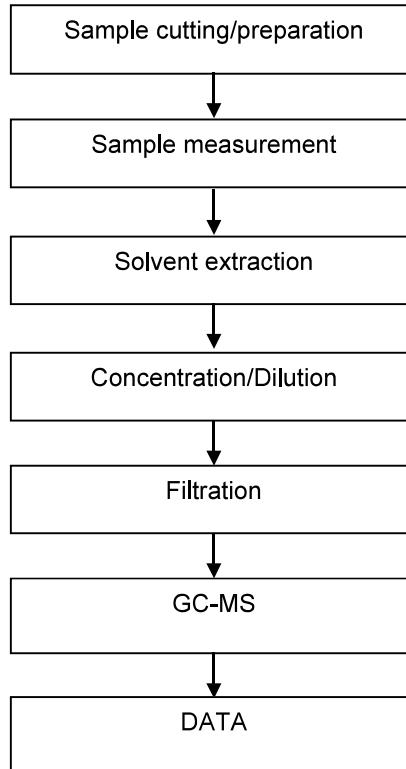 Sample cutting/preparation
Sample measurement
Solvent extraction
Concentration/Dilution
Filtration
GC-MS
DATA